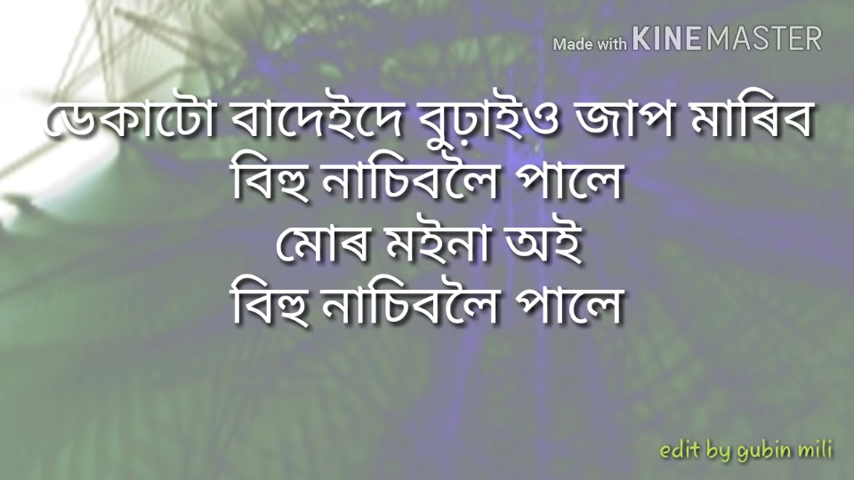 Made with KINEMASTER
ডেকাটো বাদেইদে বুঢ়াইও জাপ মাৰিব
বিহু নাচিবলৈ পালে
মোৰ মইনা অই
বিহু নাচিবলৈ পালে
edit by gubin mili